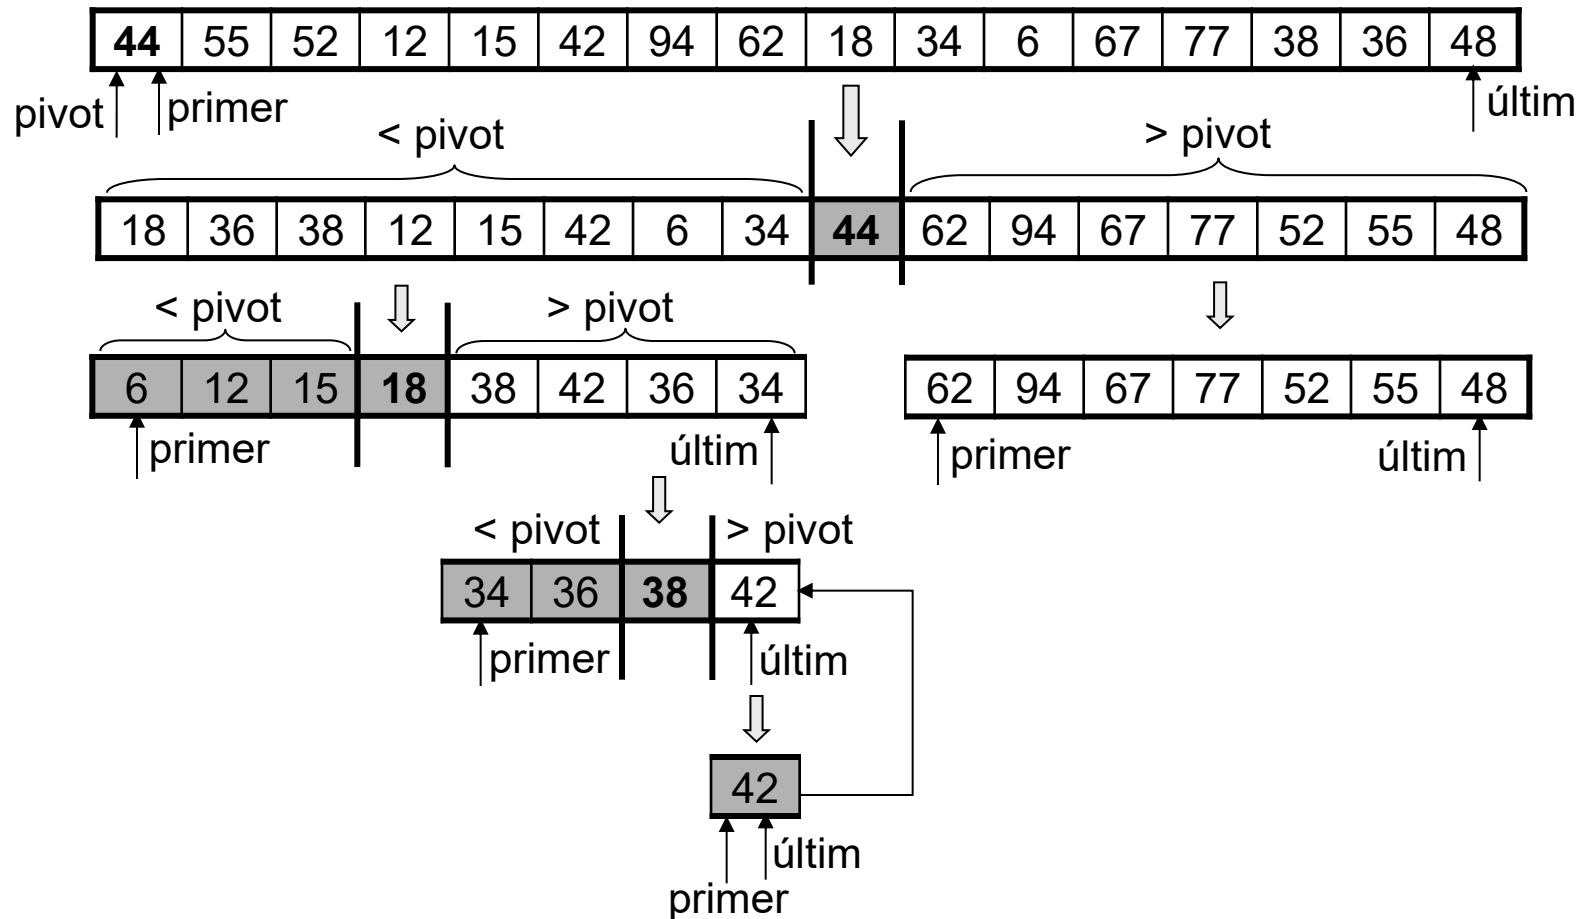 44 55 52 12 15 42 94 62 18 34 6 67 77 38 36 48
pivot primer últim
< pivot > pivot
18 36 38 12 15 42 6 34 44 62 94 67 77 52 55 48
< pivot > pivot
6 12 15 18 38 42 36 34 62 94 67 77 52 55 48
primer últim primer últim
< pivot > pivot
34 36 38 42
primer últim
42
últim
primer